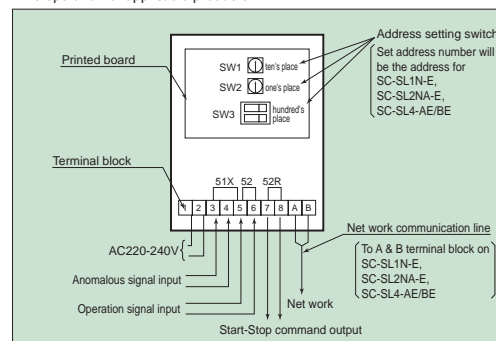 Address setting switch
Set address number will
be the address for
SC-SL1N-E,
SC-SL2NA-E,
SC-SL4-AE/BE
Printed board
SW1 ten's place
SW2 one's place
SW3 hundred's
place
Terminal block
51X 52 52R
1 2 3 4 5 6 7 8 A B
AC220-240V
Net work communication line
To A & B terminal block on
SC-SL1N-E,
SC-SL2NA-E,
SC-SL4-AE/BE
Anomalous signal input
Operation signal input
Net work
Start-Stop command output